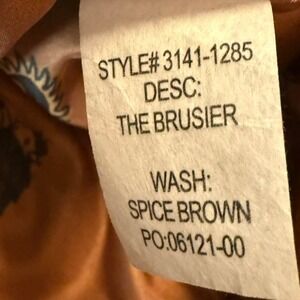 STYLE# 3141-1285
DESC:
THE BRUSIER
WASH:
SPICE BROWN
PO:06121-00